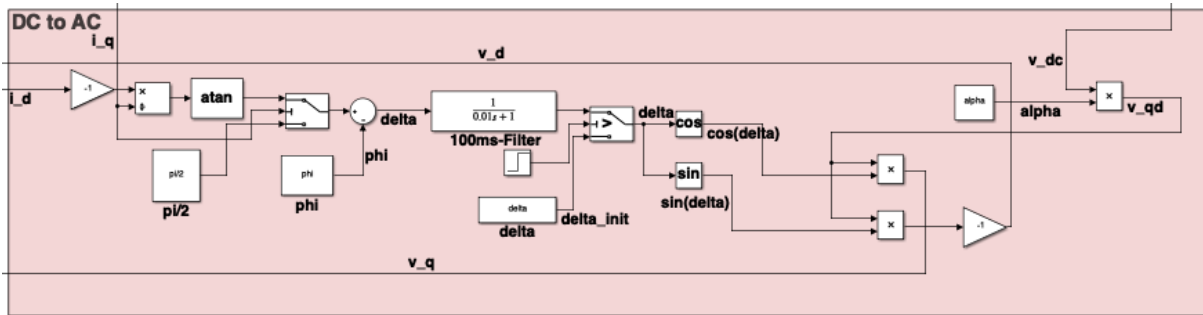 DC to AC
i_q
v_d
v_dc
i_d
-1
×
÷
atan
+
-
delta
1
0.01s + 1
100ms-Filter
>
delta
cos
cos(delta)
alpha
alpha
×
v_qd
pi/2
pi/2
phi
phi
phi
delta
delta
delta_init
sin
sin(delta)
×
×
-1
v_q